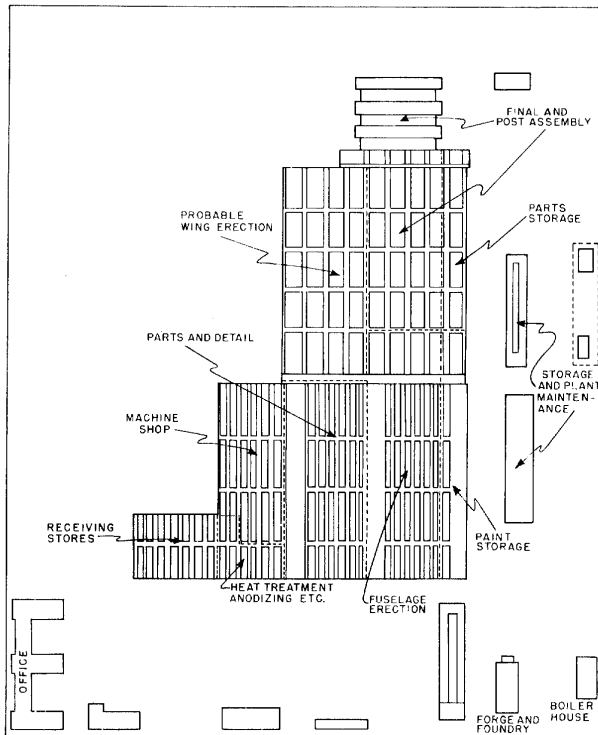 FINAL AND
POST ASSEMBLY
PARTS
STORAGE
PROBABLE
WING ERECTION
PARTS AND DETAIL
STORAGE
AND PLANT
MAINTEN-
ANCE
MACHINE
SHOP
RECEIVING
STORES
PAINT
STORAGE
HEAT TREATMENT
ANODIZING ETC.
FUSELAGE
ERECTION
OFFICE
FORGE AND
FOUNDRY
BOILER
HOUSE